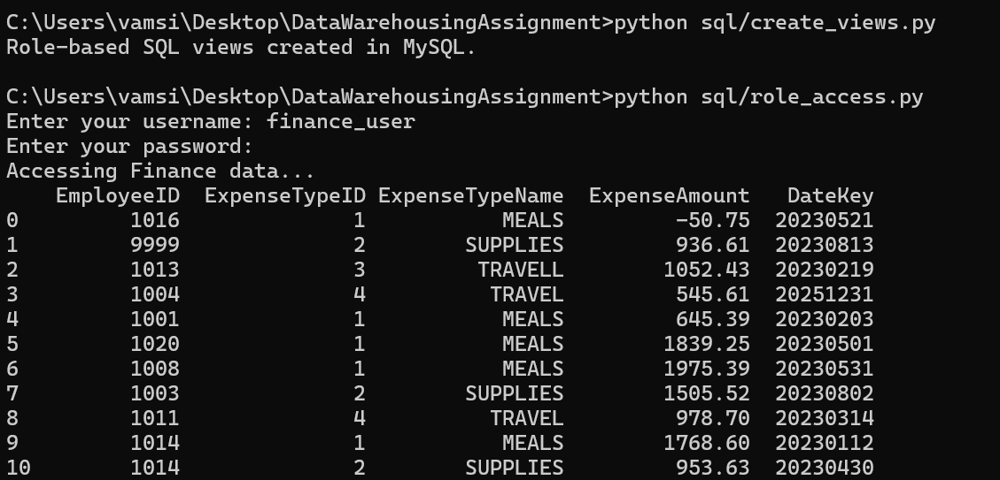 C:\Users\vamsi\Desktop\DataWarehousingAssignment>python sql/create_views.py
Role-based SQL views created in MySQL.

C:\Users\vamsi\Desktop\DataWarehousingAssignment>python sql/role_access.py
Enter your username: finance_user
Enter your password:
Accessing Finance data...
    EmployeeID  ExpenseTypeID ExpenseTypeName  ExpenseAmount   DateKey
0         1016              1           MEALS         -50.75  20230521
1         9999              2        SUPPLIES         936.61  20230813
2         1013              3         TRAVELL        1052.43  20230219
3         1004              4          TRAVEL         545.61  20251231
4         1001              1           MEALS         645.39  20230203
5         1020              1           MEALS        1839.25  20230501
6         1008              1           MEALS        1975.39  20230531
7         1003              2        SUPPLIES        1505.52  20230802
8         1011              4          TRAVEL         978.70  20230314
9         1014              1           MEALS        1768.60  20230112
10        1014              2        SUPPLIES         953.63  20230430